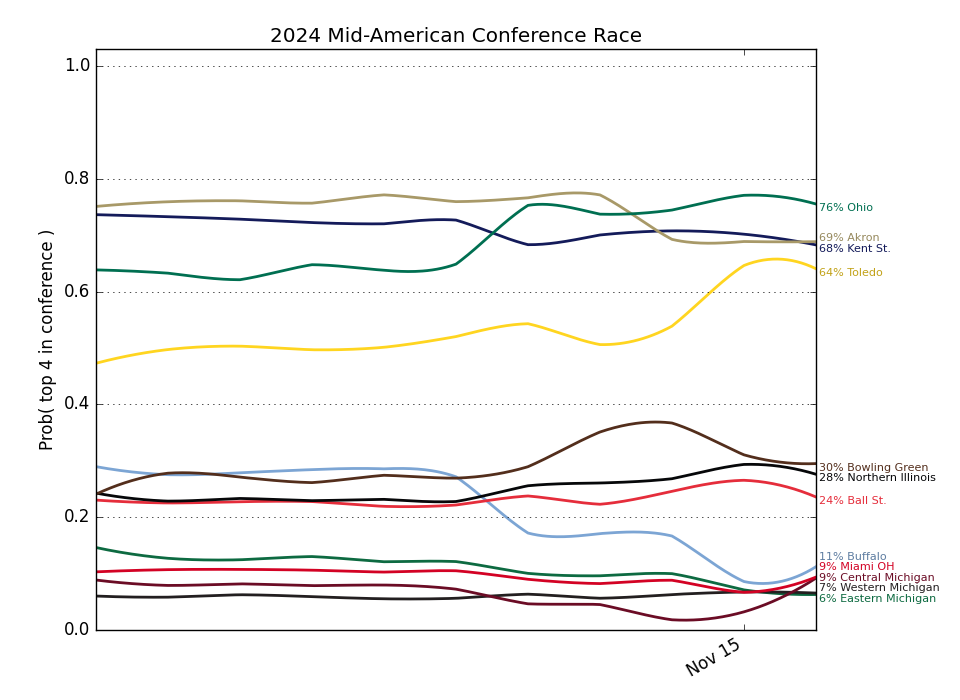 2024 Mid-American Conference Race
Prob( top 4 in conference )
1.0
0.8
0.6
0.4
0.2
0.0
Nov 15
76% Ohio
69% Akron
68% Kent St.
64% Toledo
30% Bowling Green
28% Northern Illinois
24% Ball St.
11% Buffalo
9% Miami OH
9% Central Michigan
7% Western Michigan
6% Eastern Michigan